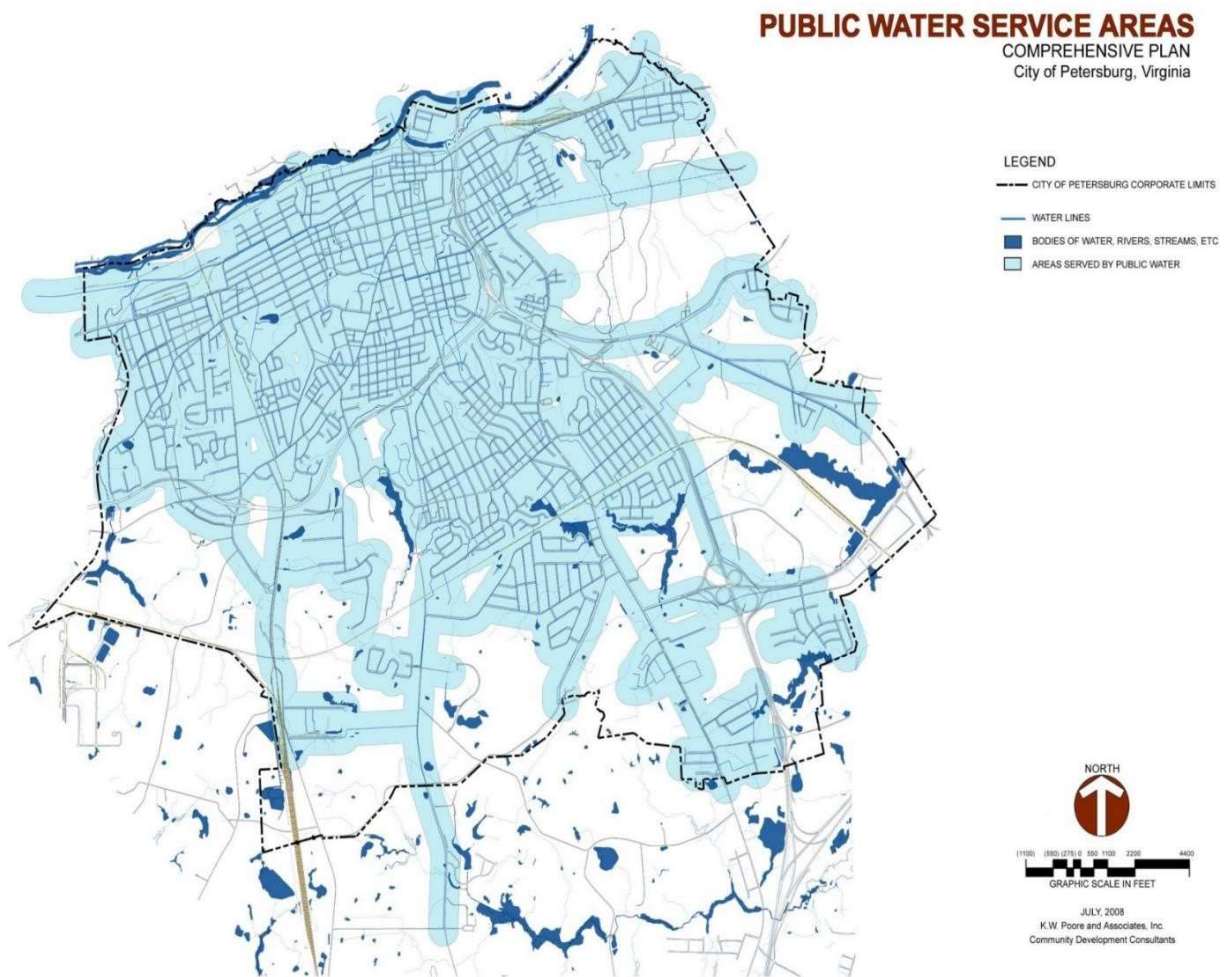 PUBLIC WATER SERVICE AREAS
COMPREHENSIVE PLAN
City of Petersburg, Virginia
LEGEND
CITY OF PETERSBURG CORPORATE LIMITS
WATER LINES
BODIES OF WATER, RIVERS, STREAMS, ETC
AREAS SERVED BY PUBLIC WATER
NORTH
(1100) (550) (275) 0 550 1100 2200 4400
GRAPHIC SCALE IN FEET
JULY, 2008
K.W. Poore and Associates, Inc.
Community Development Consultants